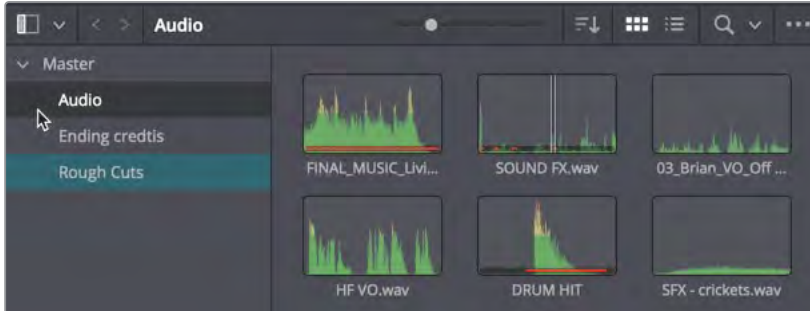 Audio
Master
Audio
Ending credtis
Rough Cuts
FINAL_MUSIC_Livi...
SOUND FX.wav
03_Brian_VO_Off ...
HF VO.wav
DRUM HIT
SFX - crickets.wav